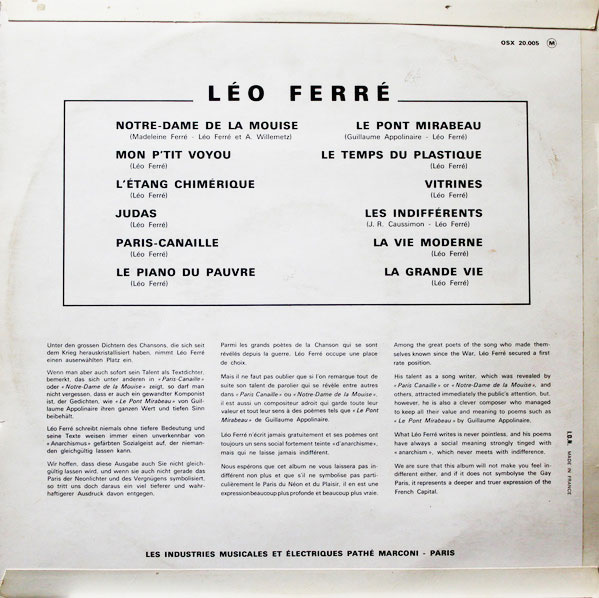 OSX 20.005 M
LÉO FERRÉ
NOTRE-DAME DE LA MOUISE
(Madeleine Ferré - Léo Ferré et A. Willemetz)
MON P'TIT VOYOU
(Léo Ferré)
L'ÉTANG CHIMÉRIQUE
(Léo Ferré)
JUDAS
(Léo Ferré)
PARIS-CANAILLE
(Léo Ferré)
LE PIANO DU PAUVRE
(Léo Ferré)
LE PONT MIRABEAU
(Guillaume Appolinaire - Léo Ferré)
LE TEMPS DU PLASTIQUE
(Léo Ferré)
VITRINES
(Léo Ferré)
LES INDIFFÉRENTS
(J. R. Caussimon - Léo Ferré)
LA VIE MODERNE
(Léo Ferré)
LA GRANDE VIE
(Léo Ferré)
Unter den grossen Dichtern des Chansons, die sich seit
dem Krieg herauskristallisiert haben, nimmt Léo Ferré
einen auserwählten Platz ein.
Wenn man aber auch sofort sein Talent als Textdichter,
bemerkt, das sich unter anderen in « Paris-Canaille »
oder « Notre-Dame de la Mouise » zeigt, so darf man
nicht vergessen, dass er auch ein gewandter Komponist
ist, der Gedichten, wie « Le Pont Mirabeau » von Guil-
laume Appolinaire ihren ganzen Wert und tiefen Sinn
beibehält.
Léo Ferré schreibt niemals ohne tiefere Bedeutung und
seine Texte weisen immer einen unverkennbar von
« Anarchismus » gefärbten Sozialgeist auf, der nieman-
den gleichgültig lassen kann.
Wir hoffen, dass diese Ausgabe auch Sie nicht gleich-
gültig lassen wird, und wenn sie auch nicht gerade das
Paris der Neonlichter und des Vergnügens symbolisiert,
so tritt uns doch daraus ein viel tieferer und wahr-
haftigerer Ausdruck davon entgegen.
Parmi les grands poètes de la Chanson qui se sont
révélés depuis la guerre. Léo Ferré occupe une place
de choix.
Mais il ne faut pas oublier que si l'on remarque tout de
suite son talent de parolier qui se révèle entre autres
dans « Paris Canaille » ou « Notre-Dame de la Mouise »,
il est aussi un compositeur adroit qui garde toute leur
valeur et tout leur sens à des poèmes tels que « Le Pont
Mirabeau » de Guillaume Appolinaire.
Léo Ferré n'écrit jamais gratuitement et ses poèmes ont
toujours un sens social fortement teinte « d'anarchisme »,
mais qui ne laisse jamais indifférent.
Nous espérons que cet album ne vous laissera pas in-
différent non plus et que s'il ne symbolise pas parti-
culièrement le Paris du Néon et du Plaisir, il en est une
expression beaucoup plus profonde et beaucoup plus vraie.
Among the great poets of the song who made them-
selves known since the War, Léo Ferré secured a first
rate position.
His talent as a song writer, which was revealed by
« Paris Canaille » or « Notre-Dame de la Mouise », and
others, attracted immediately the public's attention. but,
however, he is also a clever composer who managed
to keep all their value and meaning to poems such as
« Le Pont Mirabeau » by Guillaume Appolinaire.
What Léo Ferré writes is never pointless, and his poems
have always a social meaning strongly tinged with
« anarchism », which never meets with indifference.
We are sure that this album will not make you feel in-
different either, and if it does not symbolyse the Gay
Paris, it represents a deeper and truer expression of the
French Capital.
MADE IN FRANCE
LES INDUSTRIES MUSICALES ET ÉLECTRIQUES PATHÉ MARCONI - PARIS